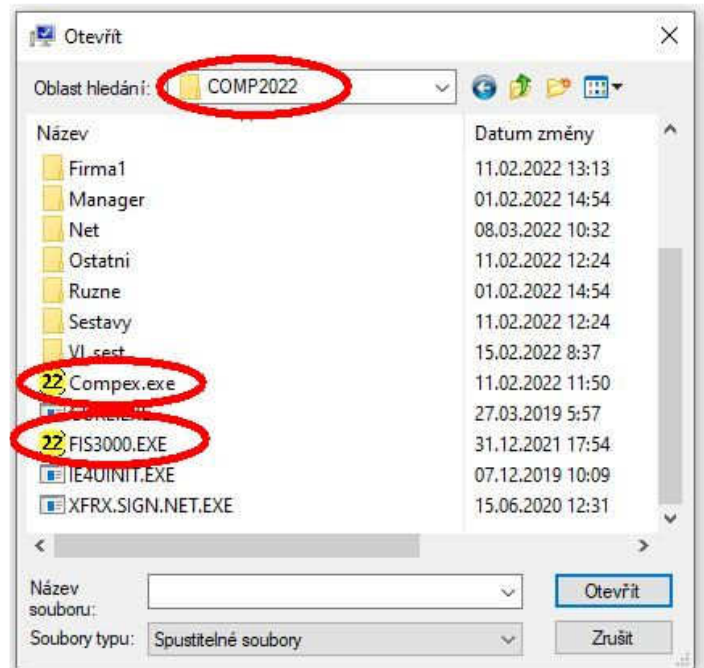 Otevřít
Oblast hledání: COMP2022
Název Datum změny
Firma1 11.02.2022 13:13
Manager 01.02.2022 14:54
Net 08.03.2022 10:32
Ostatni 11.02.2022 12:24
Ruzne 01.02.2022 14:54
Sestavy 11.02.2022 12:24
Vl_sest 15.02.2022 8:37
22 Compex.exe 11.02.2022 11:50
27.03.2019 5:57
22 FIS3000.EXE 31.12.2021 17:54
IE4UINIT.EXE 07.12.2019 10:09
XFRX.SIGN.NET.EXE 15.06.2020 12:31
Název souboru:
Otevřít
Soubory typu: Spustitelné soubory
Zrušit